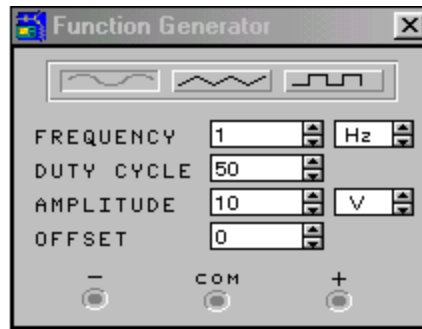 Function Generator
FREQUENCY 1 Hz
DUTY CYCLE 50
AMPLITUDE 10 V
OFFSET 0
− COM +